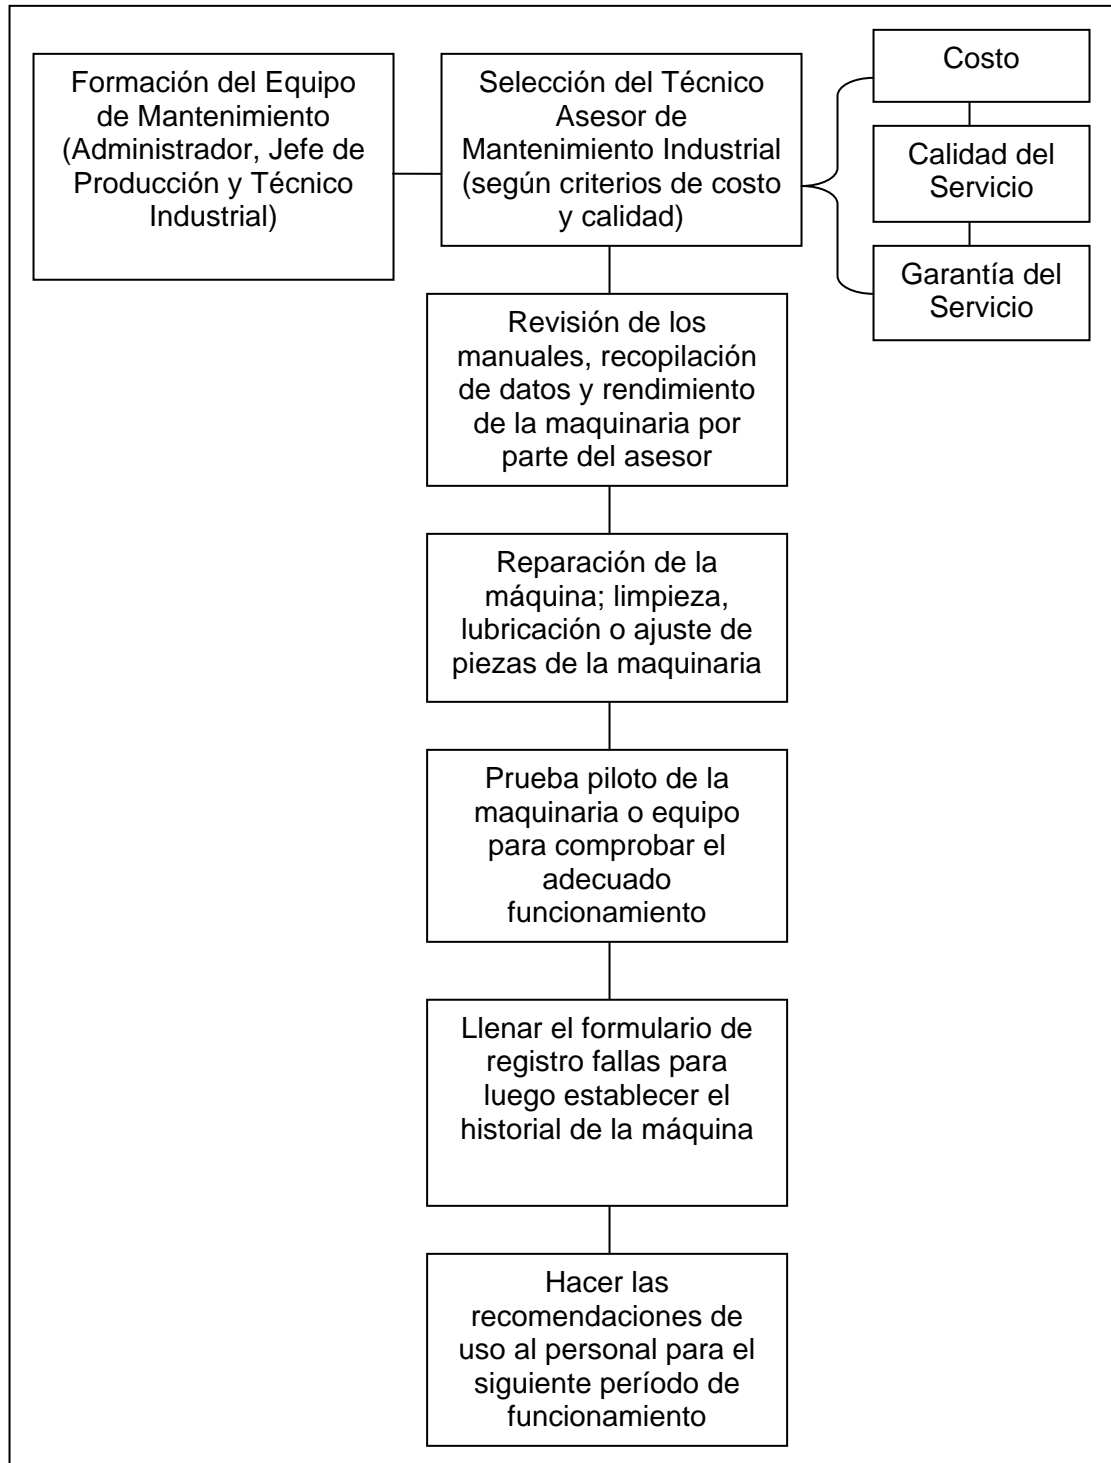 Formación del Equipo
de Mantenimiento
(Administrador, Jefe de
Producción y Técnico
Industrial)
Selección del Técnico
Asesor de
Mantenimiento Industrial
(según criterios de costo
y calidad)
Costo
Calidad del
Servicio
Garantía del
Servicio
Revisión de los
manuales, recopilación
de datos y rendimiento
de la maquinaria por
parte del asesor
Reparación de la
máquina; limpieza,
lubricación o ajuste de
piezas de la maquinaria
Prueba piloto de la
maquinaria o equipo
para comprobar el
adecuado
funcionamiento
Llenar el formulario de
registro fallas para
luego establecer el
historial de la máquina
Hacer las
recomendaciones de
uso al personal para el
siguiente período de
funcionamiento